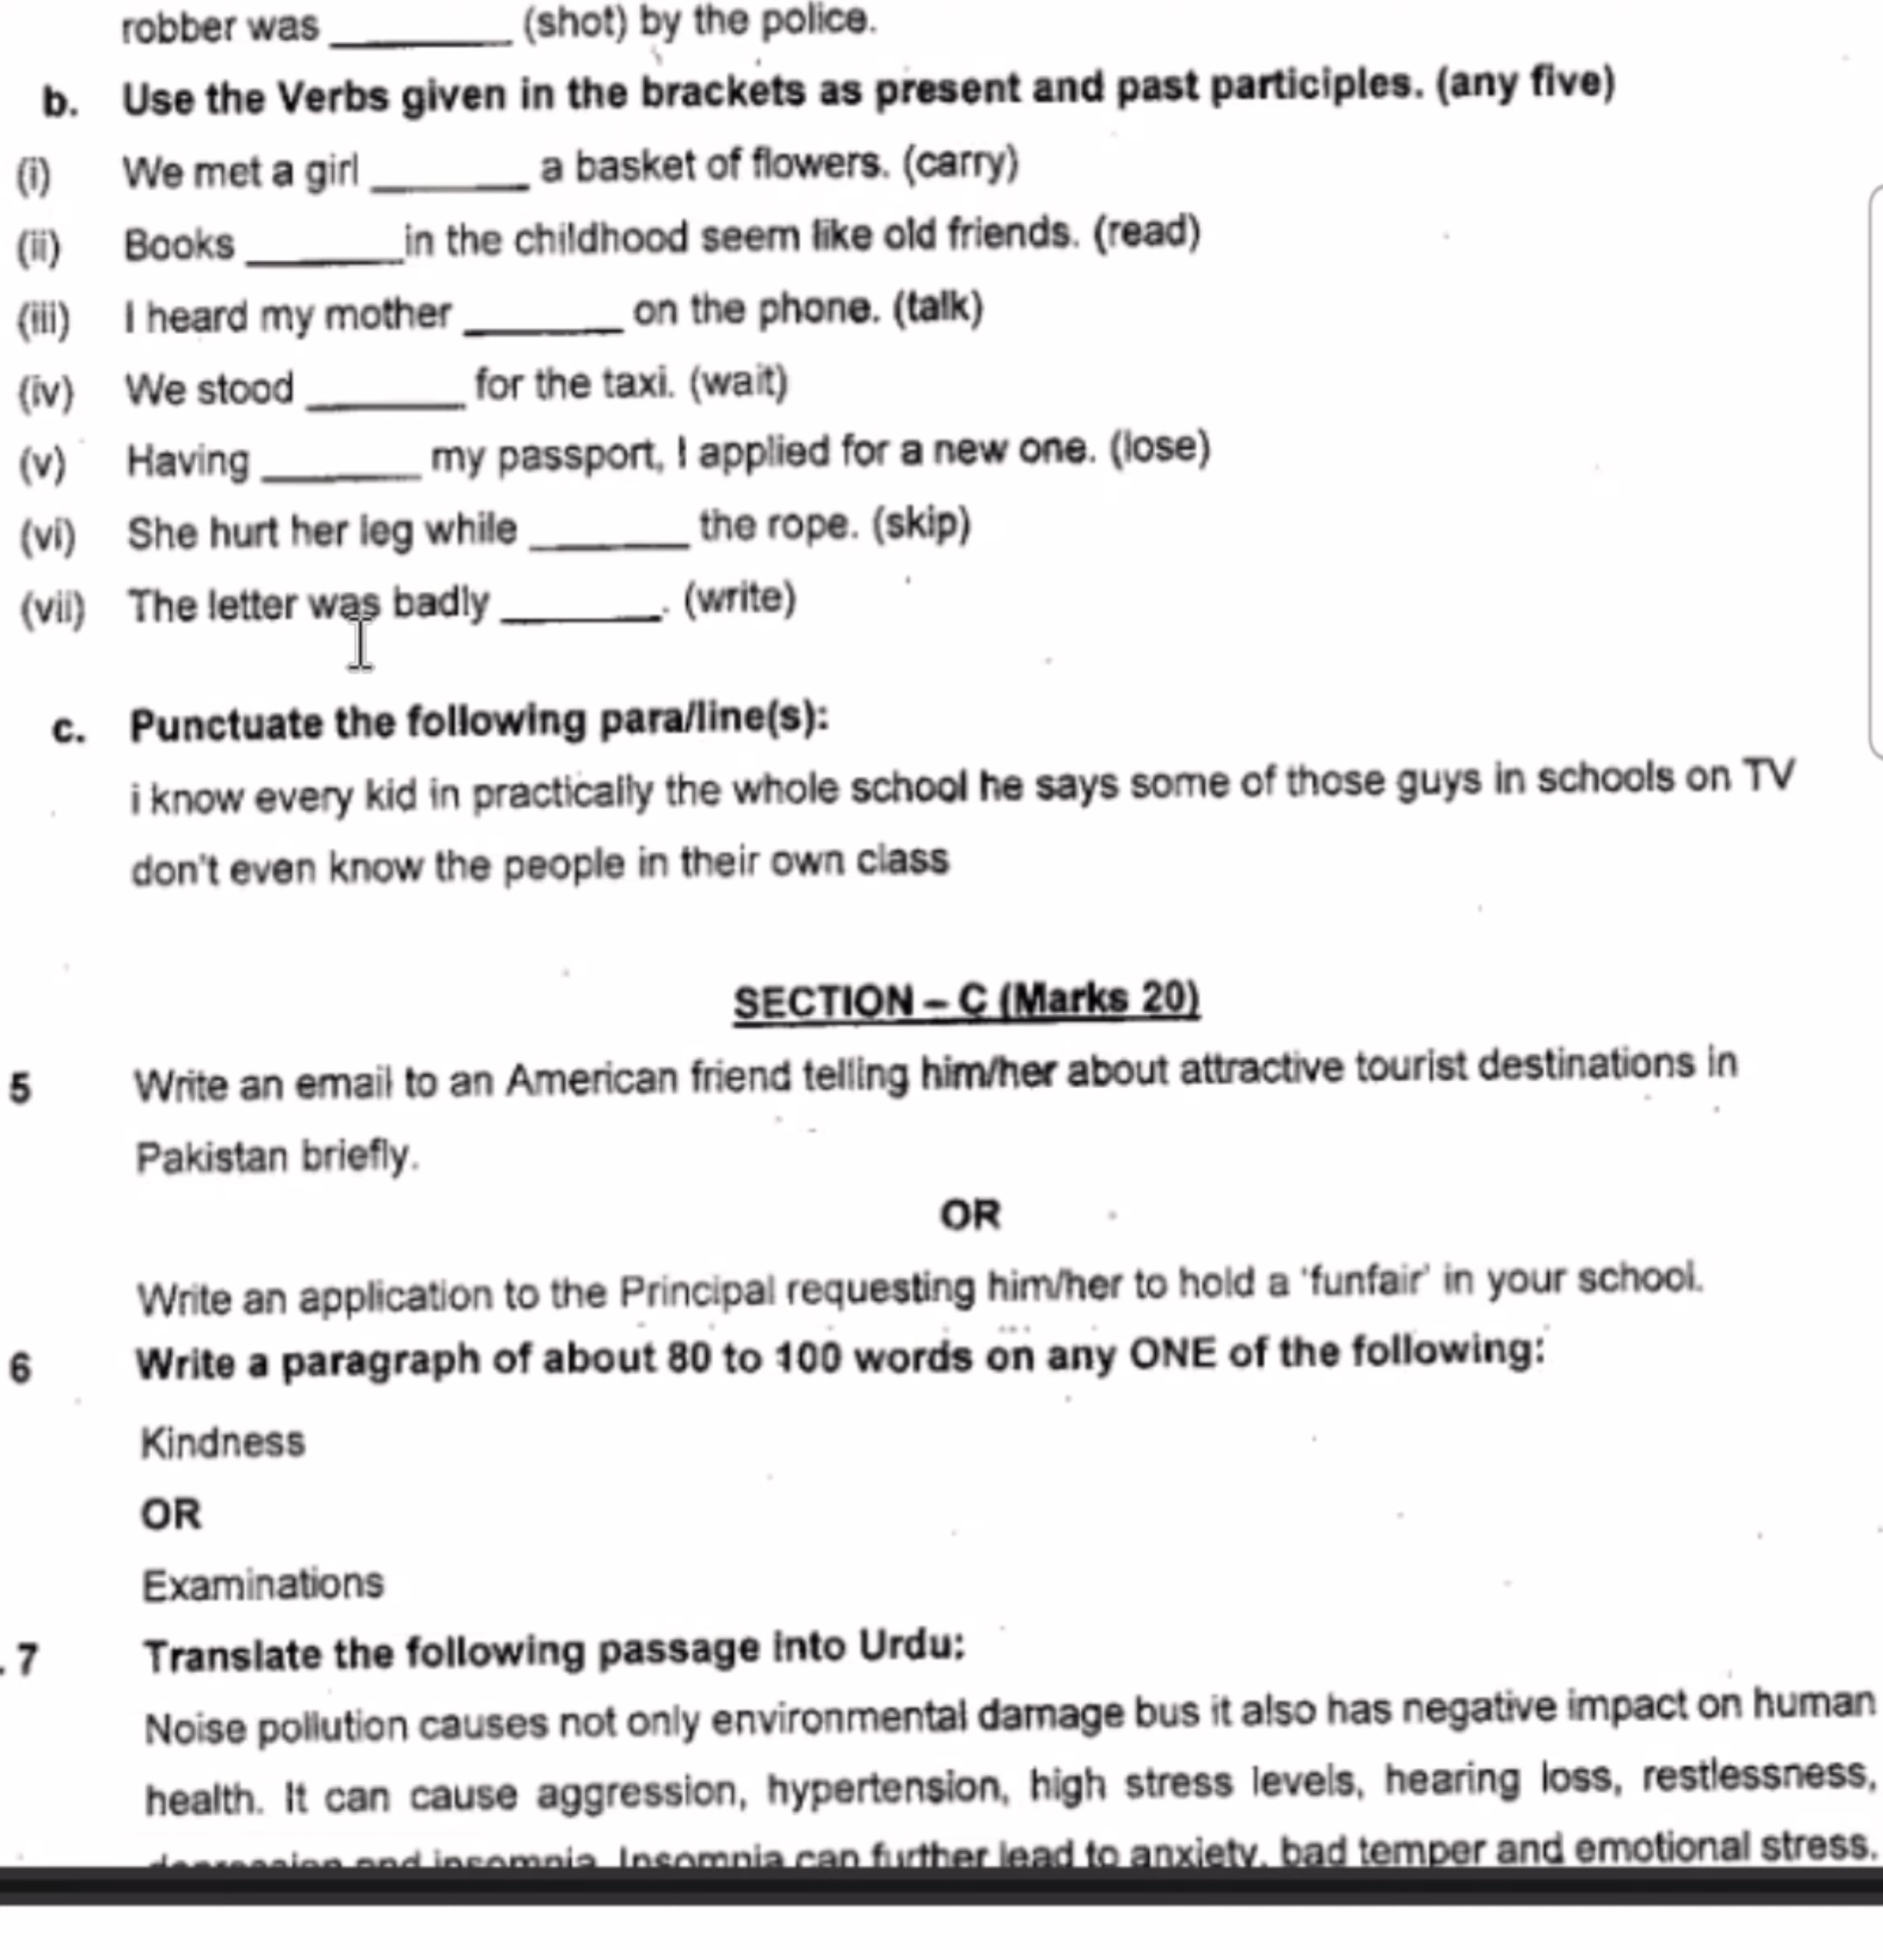 robber was ________ (shot) by the police.
b. Use the Verbs given in the brackets as present and past participles. (any five)
(i) We met a girl _______ a basket of flowers. (carry)
(ii) Books _______in the childhood seem like old friends. (read)
(iii) I heard my mother _______ on the phone. (talk)
(iv) We stood _______ for the taxi. (wait)
(v) Having _______ my passport, I applied for a new one. (lose)
(vi) She hurt her leg while _______ the rope. (skip)
(vii) The letter was badly _______. (write)
c. Punctuate the following para/line(s):
i know every kid in practically the whole school he says some of those guys in schools on TV
don't even know the people in their own class
SECTION – C (Marks 20)
5 Write an email to an American friend telling him/her about attractive tourist destinations in
Pakistan briefly.
OR
Write an application to the Principal requesting him/her to hold a 'funfair' in your school.
6 Write a paragraph of about 80 to 100 words on any ONE of the following:
Kindness
OR
Examinations
. 7 Translate the following passage into Urdu:
Noise pollution causes not only environmental damage bus it also has negative impact on human
health. It can cause aggression, hypertension, high stress levels, hearing loss, restlessness,
depression and insomnia. Insomnia can further lead to anxiety, bad temper and emotional stress.